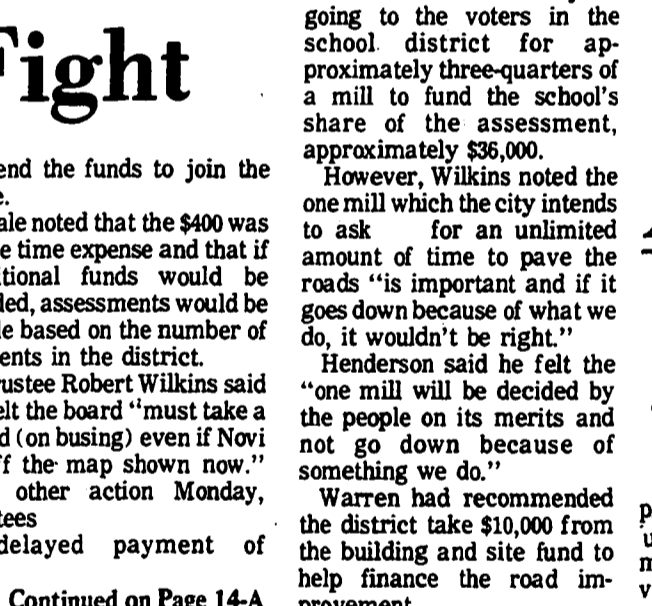 Fight
end the funds to join the
e.
ale noted that the $400 was
e time expense and that if
itional funds would be
ded, assessments would be
le based on the number of
ents in the district.
rustee Robert Wilkins said
elt the board "must take a
d (on busing) even if Novi
ff the map shown now."
other action Monday,
tees
delayed payment of
Continued on Page 14-A
going to the voters in the
school district for ap-
proximately three-quarters of
a mill to fund the school's
share of the assessment,
approximately $36,000.
However, Wilkins noted the
one mill which the city intends
to ask for an unlimited
amount of time to pave the
roads "is important and if it
goes down because of what we
do, it wouldn't be right."
Henderson said he felt the
"one mill will be decided by
the people on its merits and
not go down because of
something we do."
Warren had recommended
the district take $10,000 from
the building and site fund to
help finance the road im-
provement